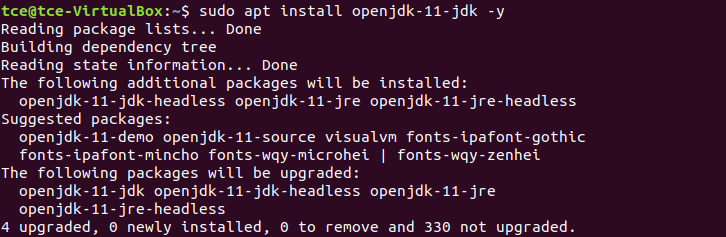 tce@tce-VirtualBox:~$ sudo apt install openjdk-11-jdk -y
Reading package lists... Done
Building dependency tree
Reading state information... Done
The following additional packages will be installed:
  openjdk-11-jdk-headless openjdk-11-jre openjdk-11-jre-headless
Suggested packages:
  openjdk-11-demo openjdk-11-source visualvm fonts-ipafont-gothic
  fonts-ipafont-mincho fonts-wqy-microhei | fonts-wqy-zenhei
The following packages will be upgraded:
  openjdk-11-jdk openjdk-11-jdk-headless openjdk-11-jre
  openjdk-11-jre-headless
4 upgraded, 0 newly installed, 0 to remove and 330 not upgraded.